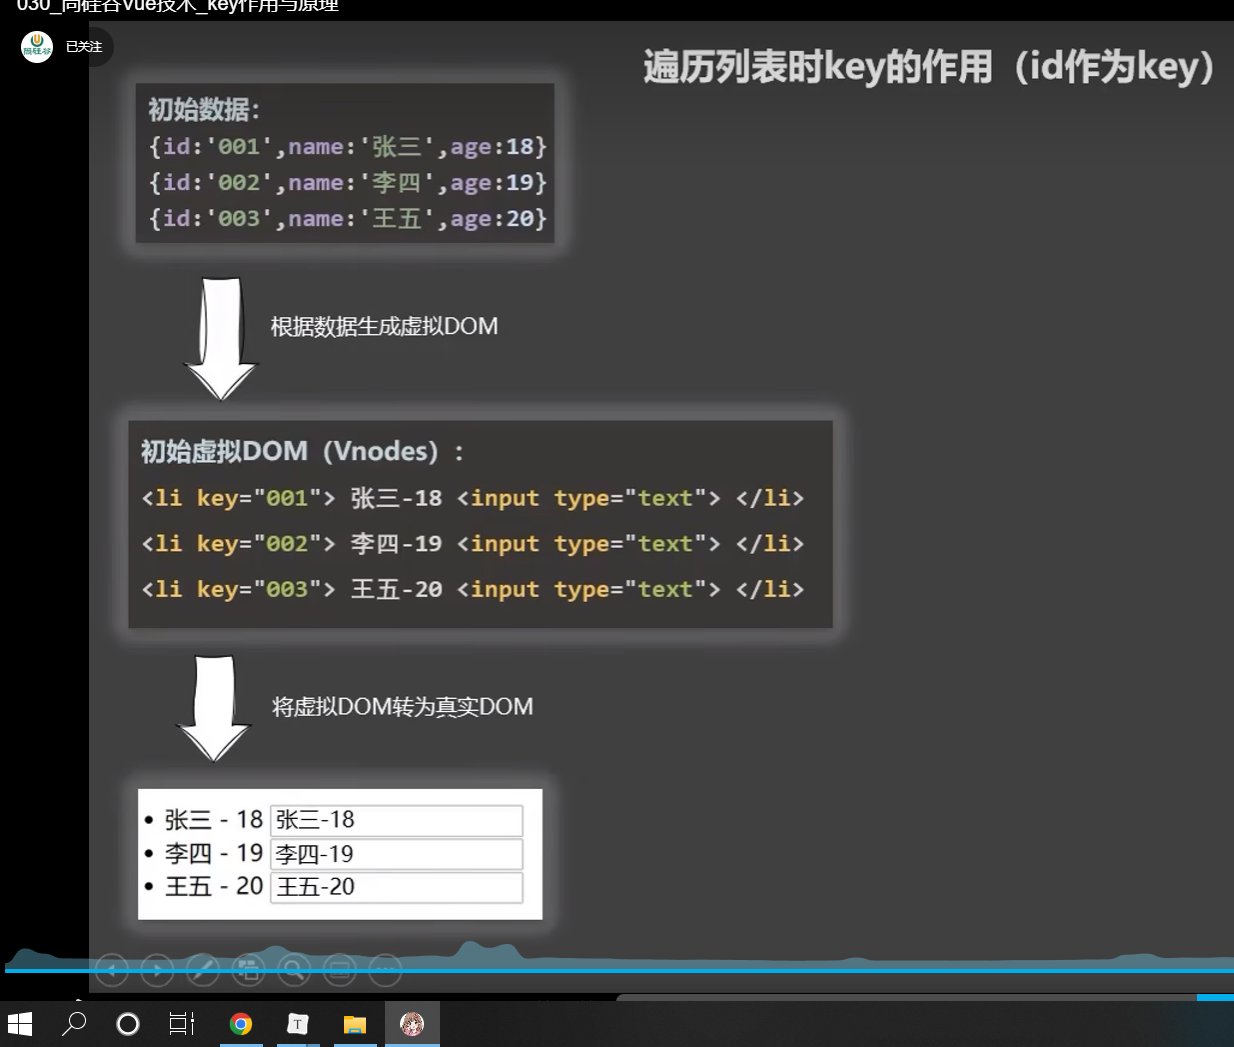 030_尚硅谷Vue技术_key作用与原理
已关注
遍历列表时key的作用（id作为key）
初始数据：
{id:'001',name:'张三',age:18}
{id:'002',name:'李四',age:19}
{id:'003',name:'王五',age:20}
根据数据生成虚拟DOM
初始虚拟DOM（Vnodes）：
<li key="001"> 张三-18 <input type="text"> </li>
<li key="002"> 李四-19 <input type="text"> </li>
<li key="003"> 王五-20 <input type="text"> </li>
将虚拟DOM转为真实DOM
• 张三 - 18 张三-18
• 李四 - 19 李四-19
• 王五 - 20 王五-20
T